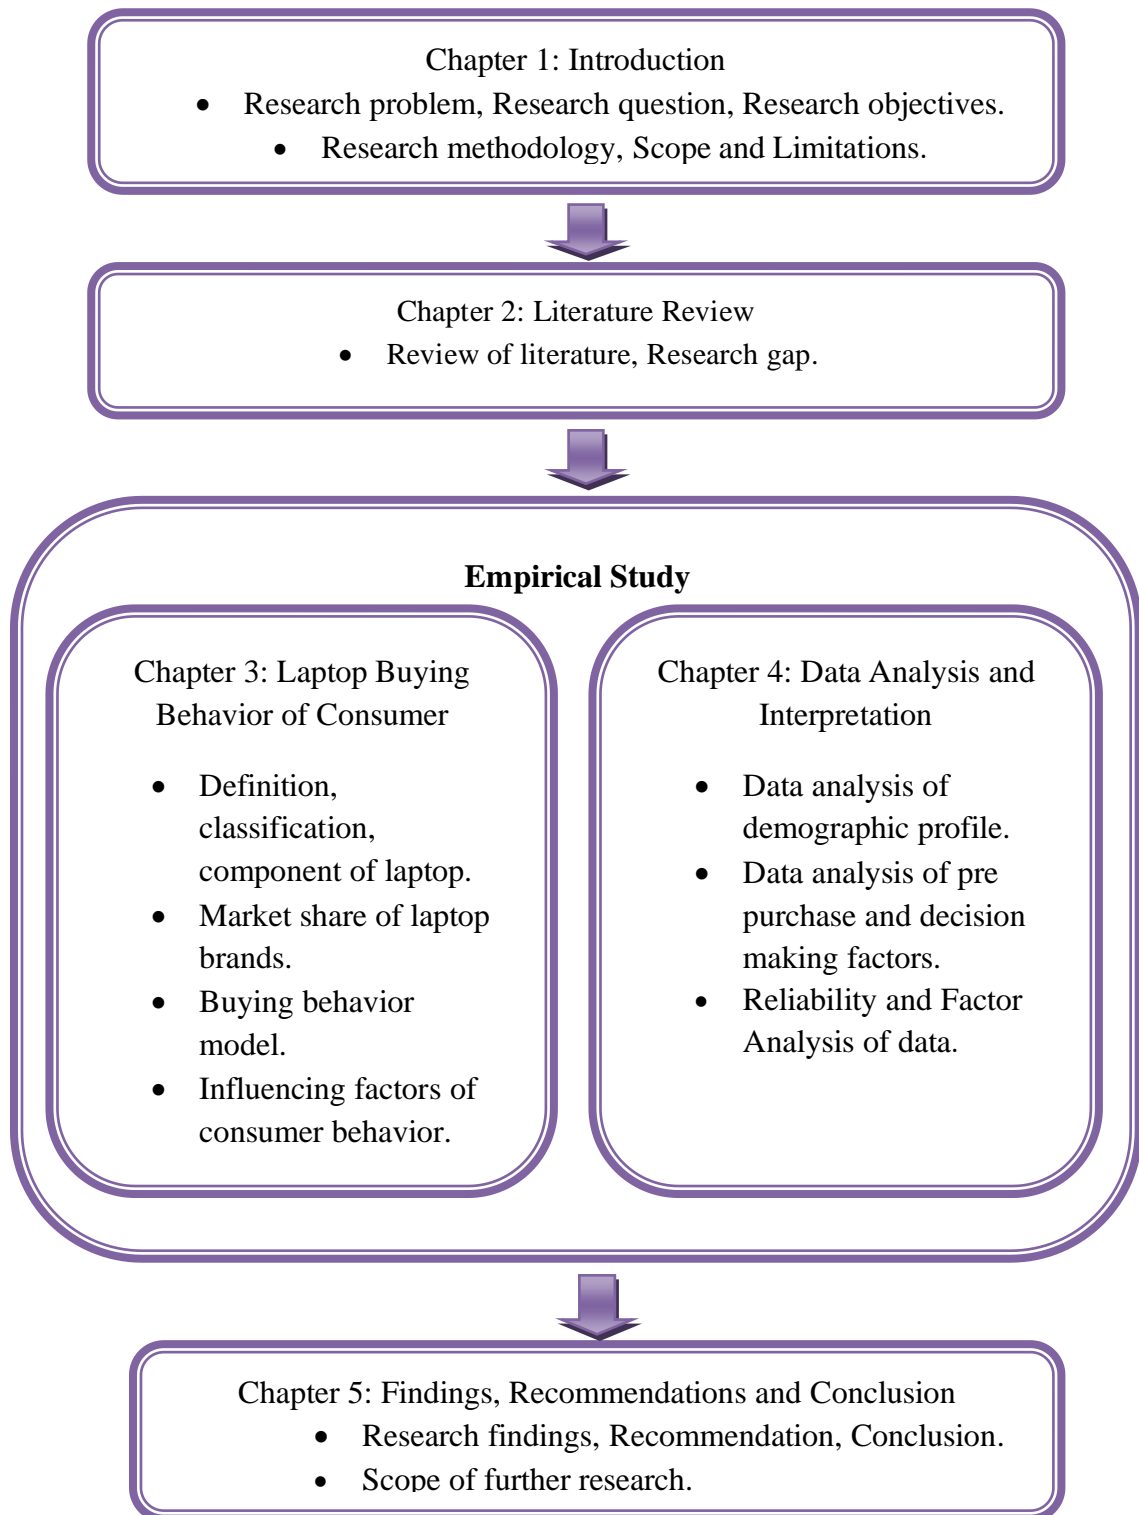 Chapter 1: Introduction
• Research problem, Research question, Research objectives.
• Research methodology, Scope and Limitations.
Chapter 2: Literature Review
• Review of literature, Research gap.
Empirical Study
Chapter 3: Laptop Buying
Behavior of Consumer
• Definition,
classification,
component of laptop.
• Market share of laptop
brands.
• Buying behavior
model.
• Influencing factors of
consumer behavior.
Chapter 4: Data Analysis and
Interpretation
• Data analysis of
demographic profile.
• Data analysis of pre
purchase and decision
making factors.
• Reliability and Factor
Analysis of data.
Chapter 5: Findings, Recommendations and Conclusion
• Research findings, Recommendation, Conclusion.
• Scope of further research.